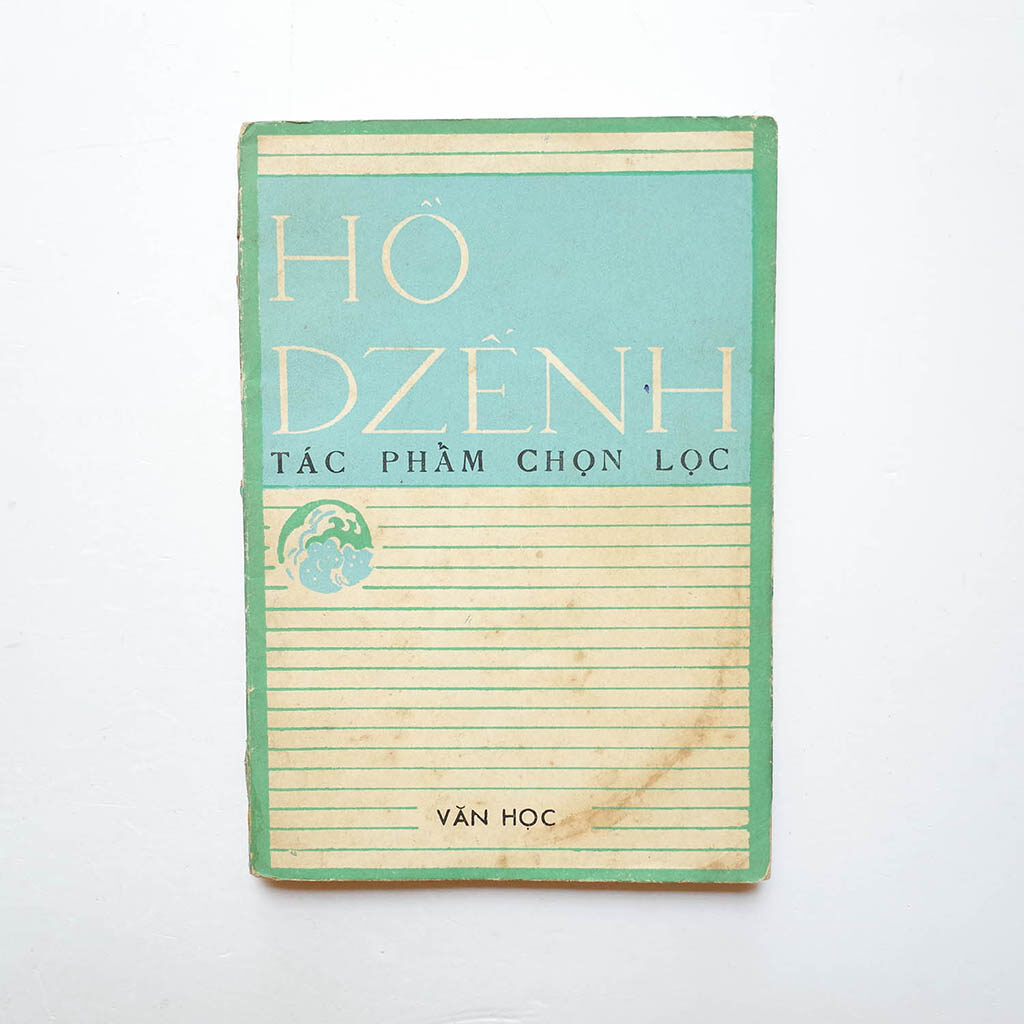 HỒ
DZẾNH
TÁC PHẨM CHỌN LỌC
VĂN HỌC